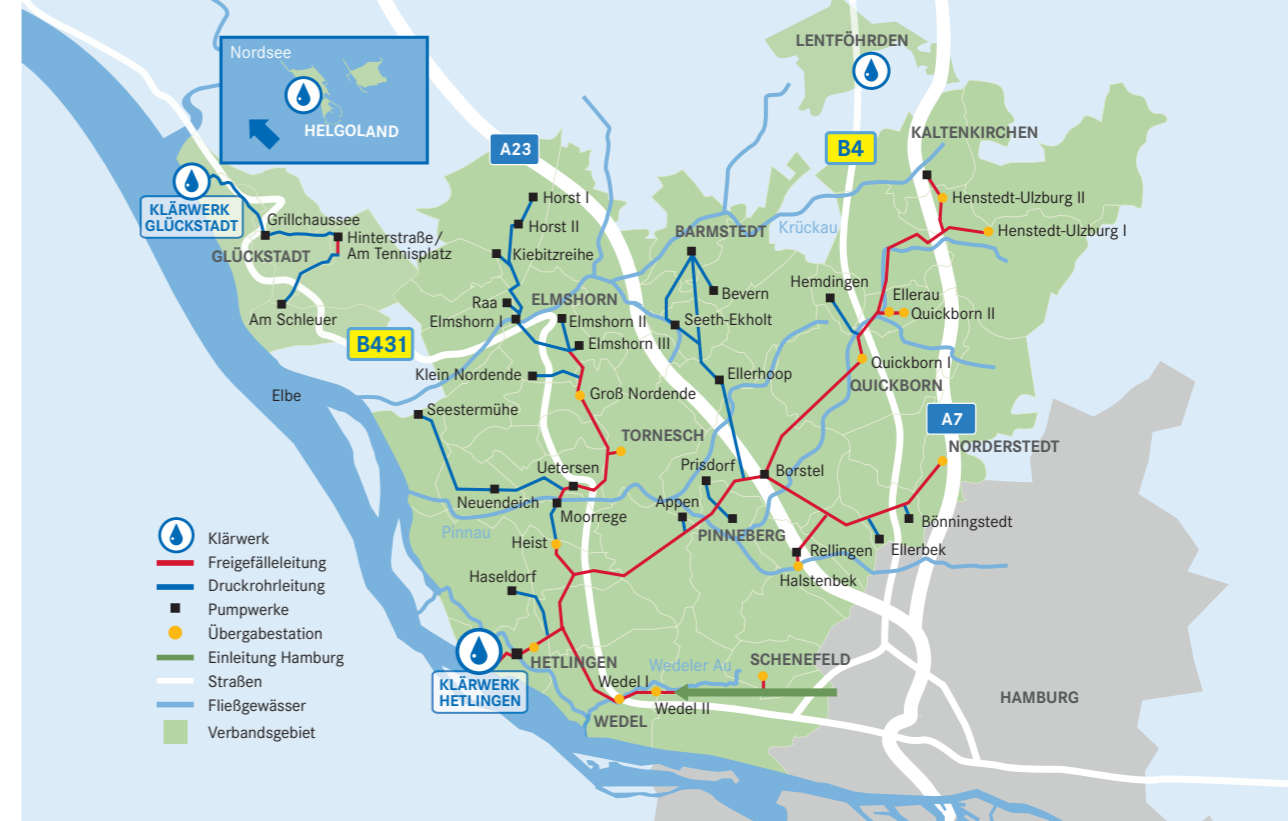 Nordsee
HELGOLAND
LENTFÖHRDEN
A23
B4
KALTENKIRCHEN
KLÄRWERK
GLÜCKSTADT
Grillchaussee
Hinterstraße/
Am Tennisplatz
GLÜCKSTADT
Am Schleuer
B431
Elbe
Horst I
Horst II
Kiebitzreihe
Raa
ELMSHORN
Elmshorn I
Elmshorn II
Elmshorn III
Klein Nordende
Groß Nordende
Seestermühe
BARMSTEDT
Krückau
Bevern
Seeth-Ekholt
Ellerhoop
Hemdingen
Henstedt-Ulzburg II
Henstedt-Ulzburg I
Ellerau
Quickborn II
Quickborn I
QUICKBORN
A7
NORDERSTEDT
TORNESCH
Uetersen
Neuendeich
Moorrege
Pinnau
Heist
Haseldorf
Prisdorf
Appen
PINNEBERG
Borstel
Rellingen
Halstenbek
Ellerbek
Bönningstedt
HETLINGEN
KLÄRWERK
HETLINGEN
Wedeler Au
SCHENEFELD
Wedel I
Wedel II
WEDEL
HAMBURG
Klärwerk
Freigefälleleitung
Druckrohrleitung
Pumpwerke
Übergabestation
Einleitung Hamburg
Straßen
Fließgewässer
Verbandsgebiet